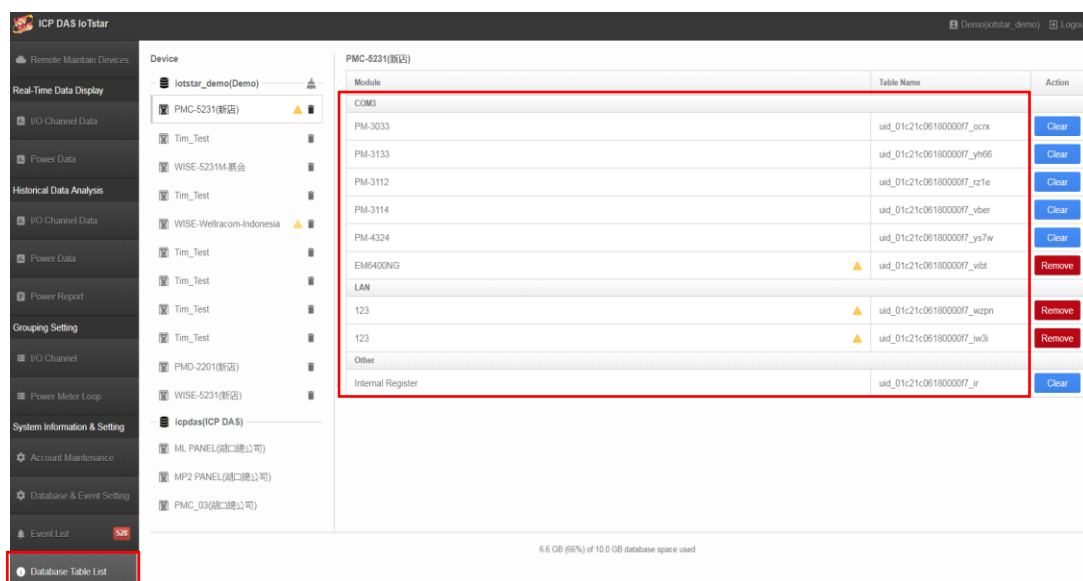 ICP DAS IoTstar
Demo(iotstar_demo) Logou
Remote Maintain Devices
Real-Time Data Display
I/O Channel Data
Power Data
Historical Data Analysis
I/O Channel Data
Power Data
Power Report
Grouping Setting
I/O Channel
Power Meter Loop
System Information & Setting
Account Maintenance
Database & Event Setting
Event List 528
Database Table List
Device
iotstar_demo(Demo)
PMC-5231(新店)
Tim_Test
WISE-5231M-展会
Tim_Test
WISE-Wellracom-Indonesia
Tim_Test
Tim_Test
Tim_Test
Tim_Test
PMD-2201(新店)
WISE-5231(新店)
icpdas(ICP DAS)
ML PANEL(湖口總公司)
MP2 PANEL(湖口總公司)
PMC_03(湖口總公司)
PMC-5231(新店)
Module Table Name Action
COM3
PM-3033 uid_01c21c06180000f7_ocrx Clear
PM-3133 uid_01c21c06180000f7_yh66 Clear
PM-3112 uid_01c21c06180000f7_rz1e Clear
PM-3114 uid_01c21c06180000f7_vber Clear
PM-4324 uid_01c21c06180000f7_ys7w Clear
EM6400NG uid_01c21c06180000f7_vibt Remove
LAN
123 uid_01c21c06180000f7_wzpn Remove
123 uid_01c21c06180000f7_iw3i Remove
Other
Internal Register uid_01c21c06180000f7_ir Clear
6.6 GB (66%) of 10.0 GB database space used